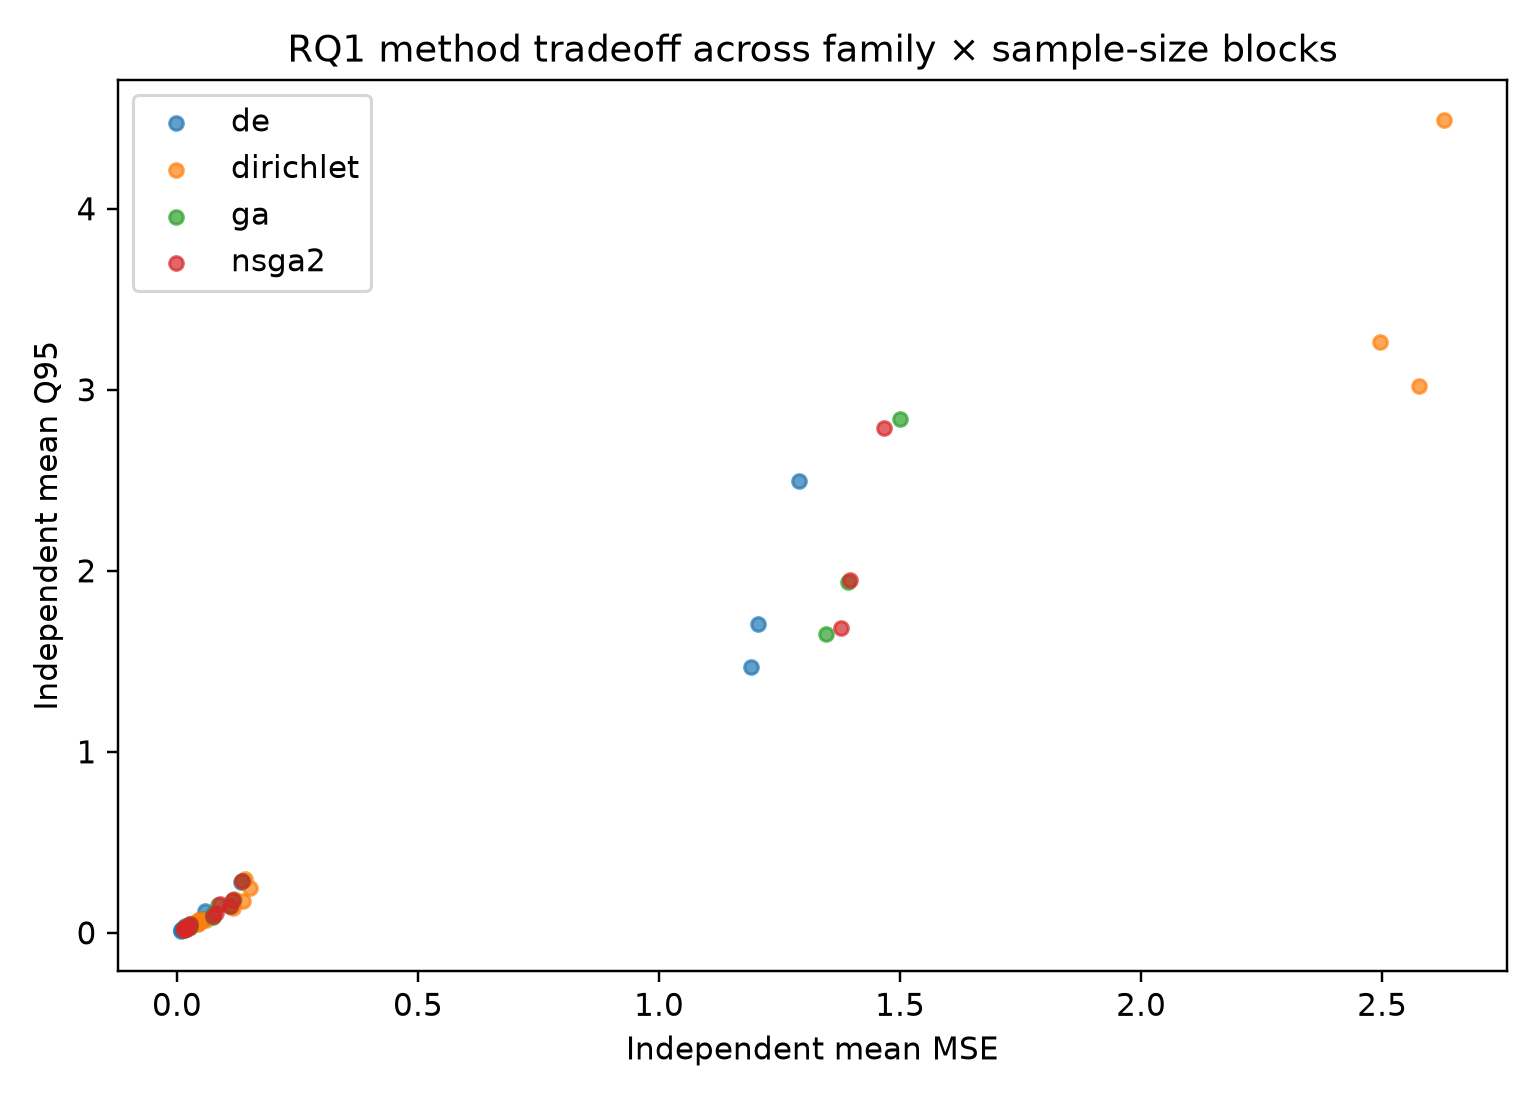 RQ1 method tradeoff across family × sample-size blocks
de
dirichlet
ga
nsga2
Independent mean Q95
4
3
2
1
0
0.0 0.5 1.0 1.5 2.0 2.5
Independent mean MSE